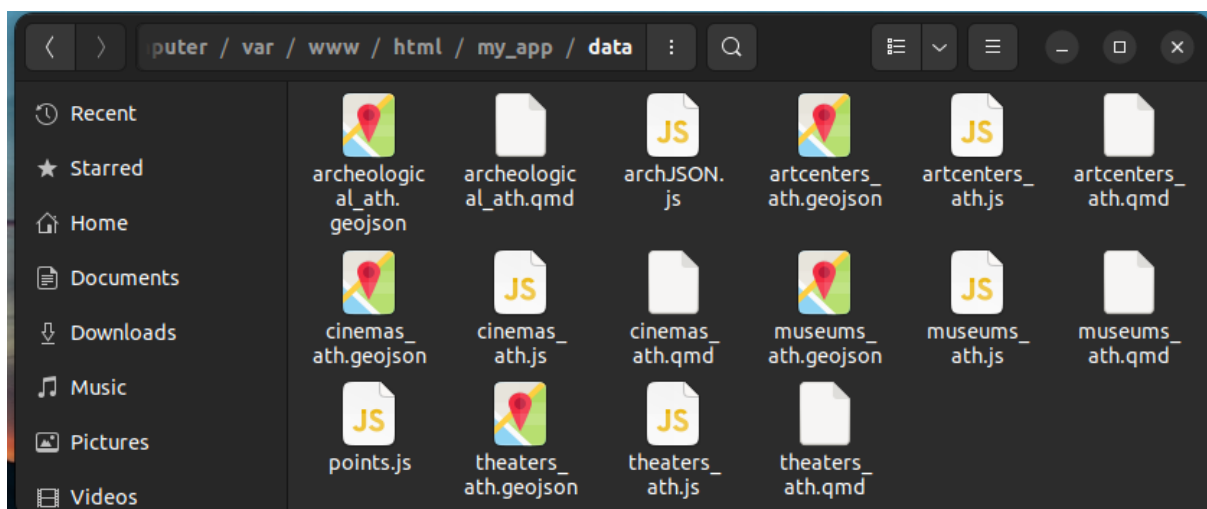 puter / var / www / html / my_app / data
Recent
Starred
Home
Documents
Downloads
Music
Pictures
Videos
JS
JS
archeologic
al_ath.
geojson
archeologic
al_ath.qmd
archJSON.
js
artcenters_
ath.geojson
artcenters_
ath.js
artcenters_
ath.qmd
JS
JS
cinemas_
ath.geojson
cinemas_
ath.js
cinemas_
ath.qmd
museums_
ath.geojson
museums_
ath.js
museums_
ath.qmd
JS
JS
points.js
theaters_
ath.geojson
theaters_
ath.js
theaters_
ath.qmd